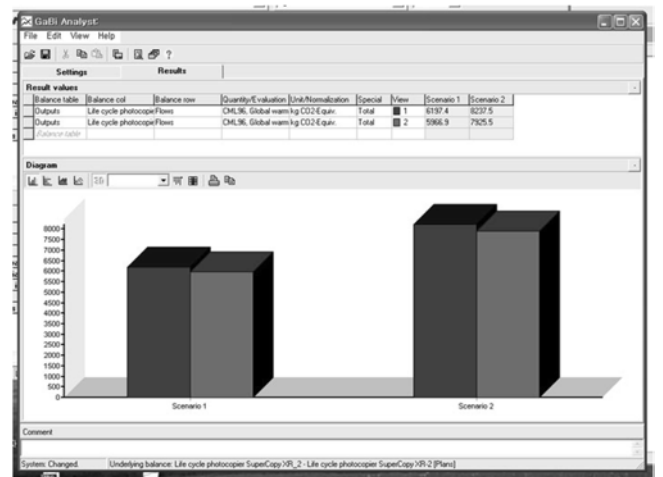 GaBi Analyst:
File Edit View Help
Settings Results
Result values
Balance table Balance col Balance row Quantity/Evaluation Unit/Normalization Special View Scenario 1 Scenario 2
Outputs Life cycle photocopie Flows CML96, Global warm kg CO2-Equiv. Total 1 6197.4 8237.5
Outputs Life cycle photocopie Flows CML96, Global warm kg CO2-Equiv. Total 2 5966.9 7925.5
Balance table
Diagram
8000
7500
7000
6500
6000
5500
5000
4500
4000
3500
3000
2500
2000
1500
1000
500
0
Scenario 1 Scenario 2
Comment
System: Changed. Underlying balance: Life cycle photocopier SuperCopy XR_2 - Life cycle photocopier SuperCopy XR-2 [Plans]